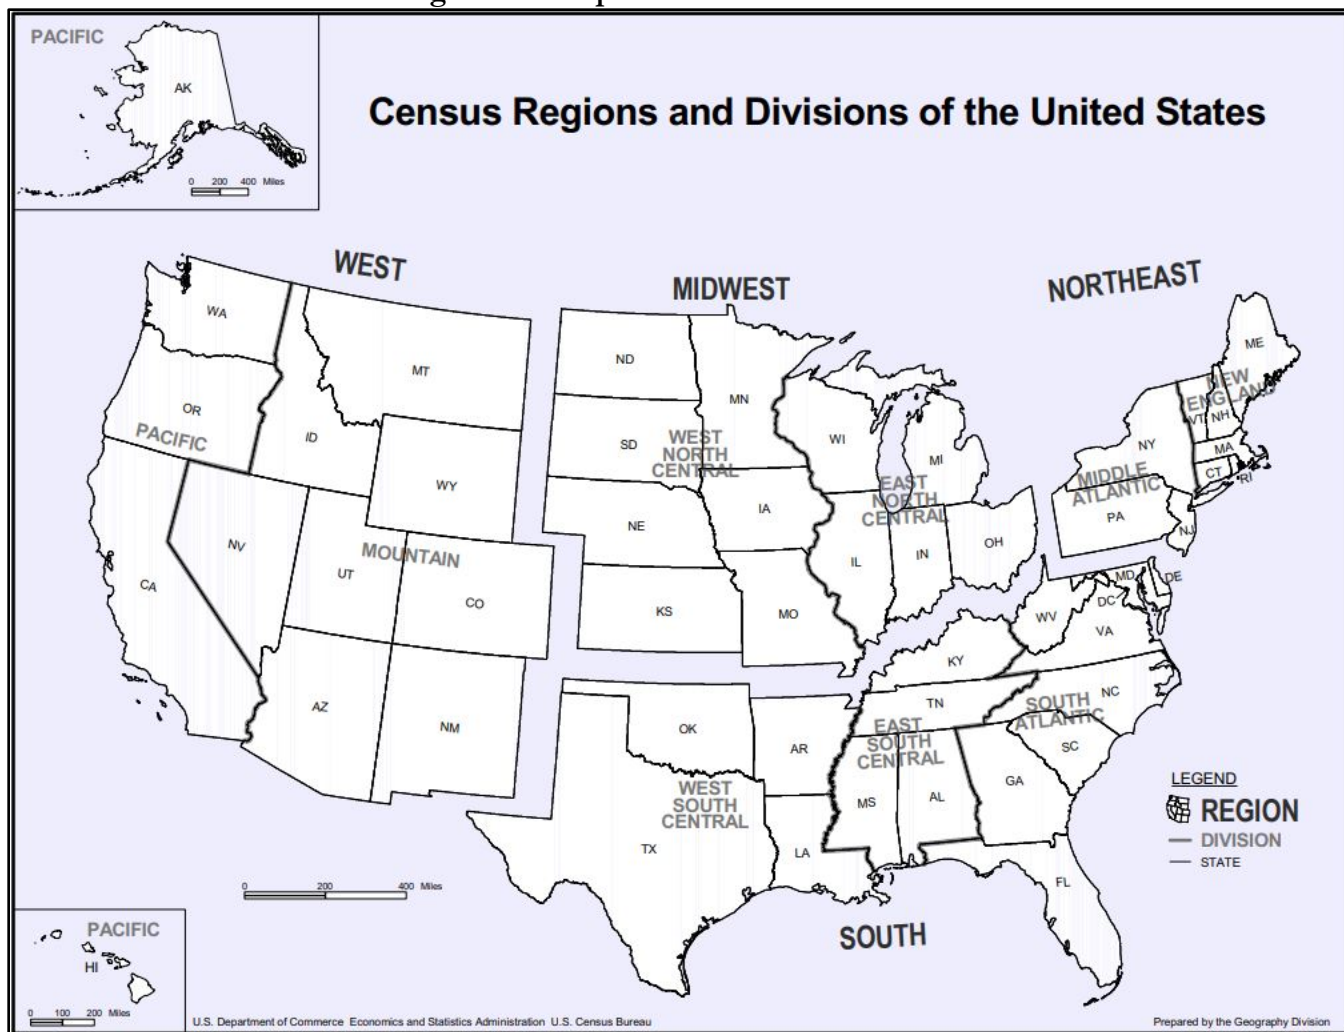 PACIFIC
AK
0 200 400 Miles
Census Regions and Divisions of the United States
WEST
MIDWEST
NORTHEAST
WA
MT
OR
ID
PACIFIC
WY
NV
UT
MOUNTAIN
CO
CA
AZ
NM
ND
MN
SD
WEST
NORTH
CENTRAL
NE
IA
KS
MO
WI
MI
EAST
NORTH
CENTRAL
IL
IN
OH
ME
NEW
ENGLAND
VT
NH
NY
MA
CT
RI
MIDDLE
ATLANTIC
PA
NJ
MD
DE
DC
WV
VA
KY
TN
NC
SOUTH
ATLANTIC
SC
EAST
SOUTH
CENTRAL
MS
AL
GA
OK
AR
WEST
SOUTH
CENTRAL
TX
LA
FL
SOUTH
LEGEND
REGION
DIVISION
STATE
0 200 400 Miles
PACIFIC
HI
0 100 200 Miles
U.S. Department of Commerce Economics and Statistics Administration U.S. Census Bureau
Prepared by the Geography Division